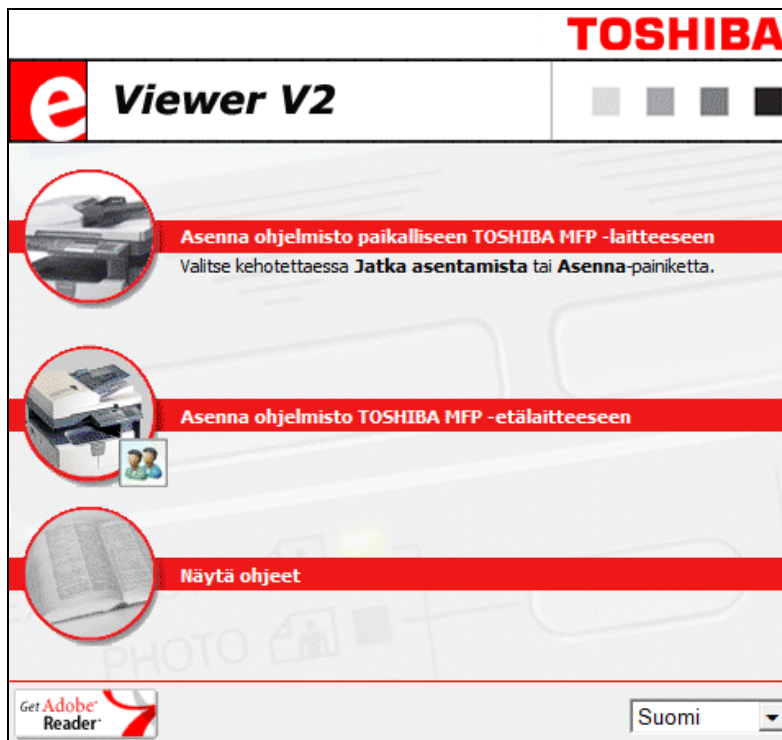 TOSHIBA
e Viewer V2
Asenna ohjelmisto paikalliseen TOSHIBA MFP -laitteeseen
Valitse kehotettaessa Jatka asentamista tai Asenna-painiketta.
Asenna ohjelmisto TOSHIBA MFP -etälaitteeseen
Näytä ohjeet
PHOTO
Get Adobe®
Reader®
Suomi